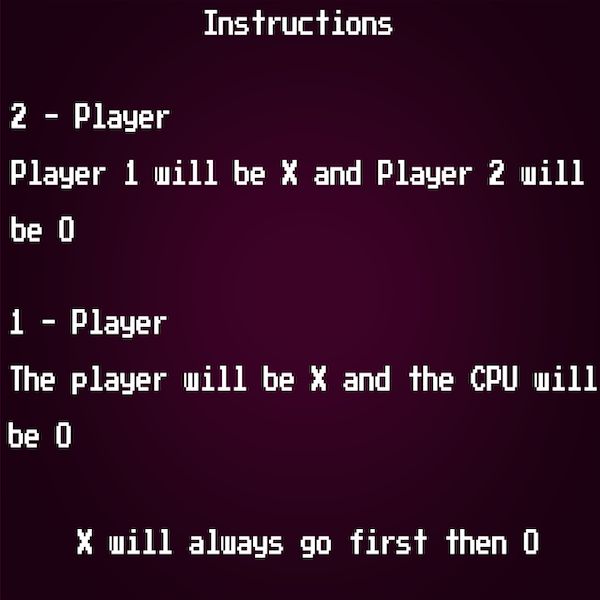 Instructions
2 - Player
Player 1 will be X and Player 2 will
be O
1 - Player
The player will be X and the CPU will
be O
X will always go first then O